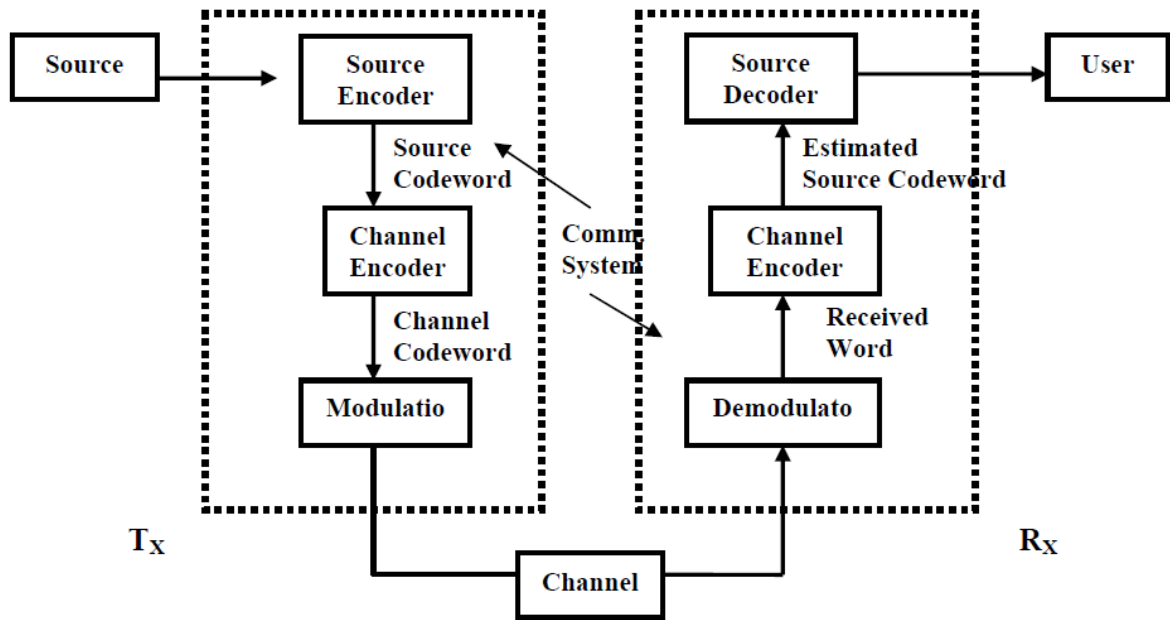 Source
Source
Encoder
Source
Codeword
Channel
Encoder
Channel
Codeword
Modulatio
Tx
Comm.
System
Channel
Source
Decoder
Estimated
Source Codeword
Channel
Encoder
Received
Word
Demodulato
Rx
User